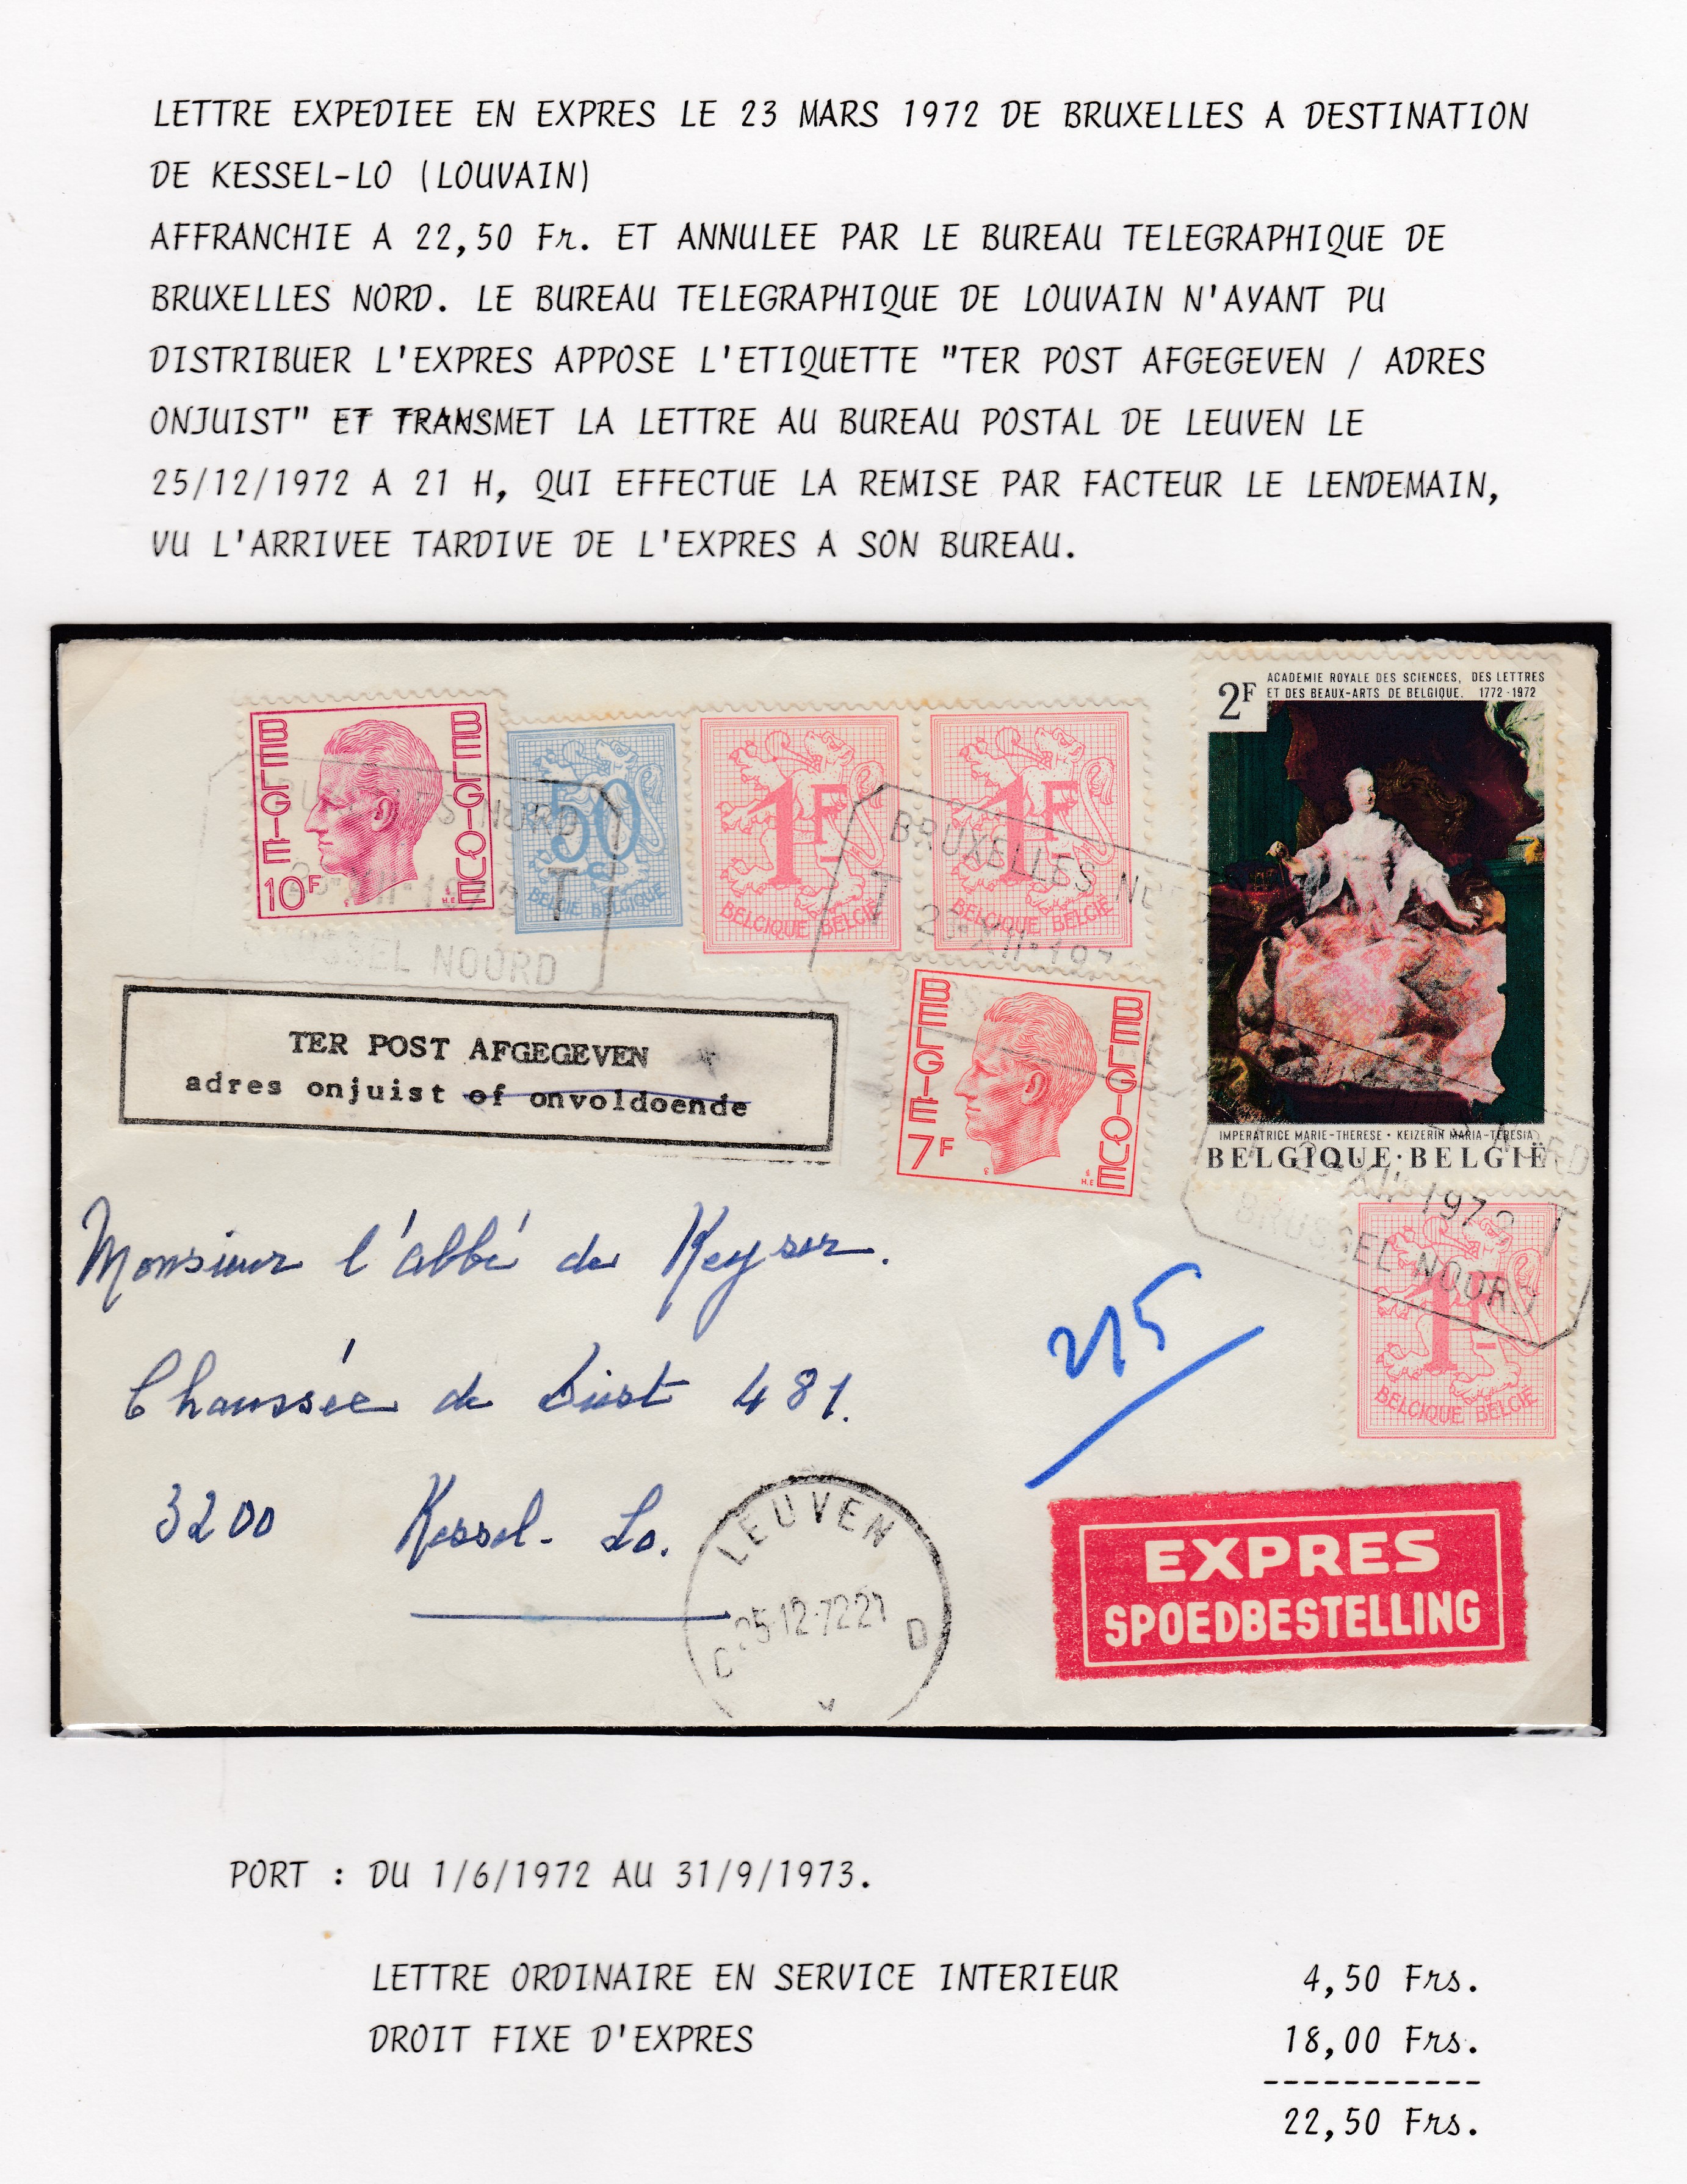 LETTRE EXPEDIEE EN EXPRES LE 23 MARS 1972 DE BRUXELLES A DESTINATION
DE KESSEL-LO (LOUVAIN)
AFFRANCHIE A 22,50 Fr. ET ANNULEE PAR LE BUREAU TELEGRAPHIQUE DE
BRUXELLES NORD. LE BUREAU TELEGRAPHIQUE DE LOUVAIN N'AYANT PU
DISTRIBUER L'EXPRES APPOSE L'ETIQUETTE "TER POST AFGEGEVEN / ADRES
ONJUIST" ET TRANSMET LA LETTRE AU BUREAU POSTAL DE LEUVEN LE
25/12/1972 A 21 H, QUI EFFECTUE LA REMISE PAR FACTEUR LE LENDEMAIN,
VU L'ARRIVEE TARDIVE DE L'EXPRES A SON BUREAU.
BELGIE BELGIQUE
10F
50c
BELGIE BELGIQUE
1F
BELGIQUE BELGIË
1F
BELGIQUE BELGIË
2F ACADEMIE ROYALE DES SCIENCES, DES LETTRES
ET DES BEAUX-ARTS DE BELGIQUE. 1772-1972
IMPERATRICE MARIE-THERESE • KEIZERIN MARIA-TERESIA
BELGIQUE·BELGIË
NORD
T
BRUSSEL NOORD
BRUXELLES
T
TER POST AFGEGEVEN
adres onjuist of onvoldoende
BELGIE BELGIQUE
7F
XII 1972 T
BRUSSEL NOORD
1F
BELGIQUE BELGIË
Monsieur l'abbé de Keyser.
Chaussée de Diest 481.
3200 Kessel-Lo.
215
LEUVEN
25-12-72 21
C D
EXPRES
SPOEDBESTELLING
PORT : DU 1/6/1972 AU 31/9/1973.
LETTRE ORDINAIRE EN SERVICE INTERIEUR 4,50 Frs.
DROIT FIXE D'EXPRES 18,00 Frs.
-----------
22,50 Frs.